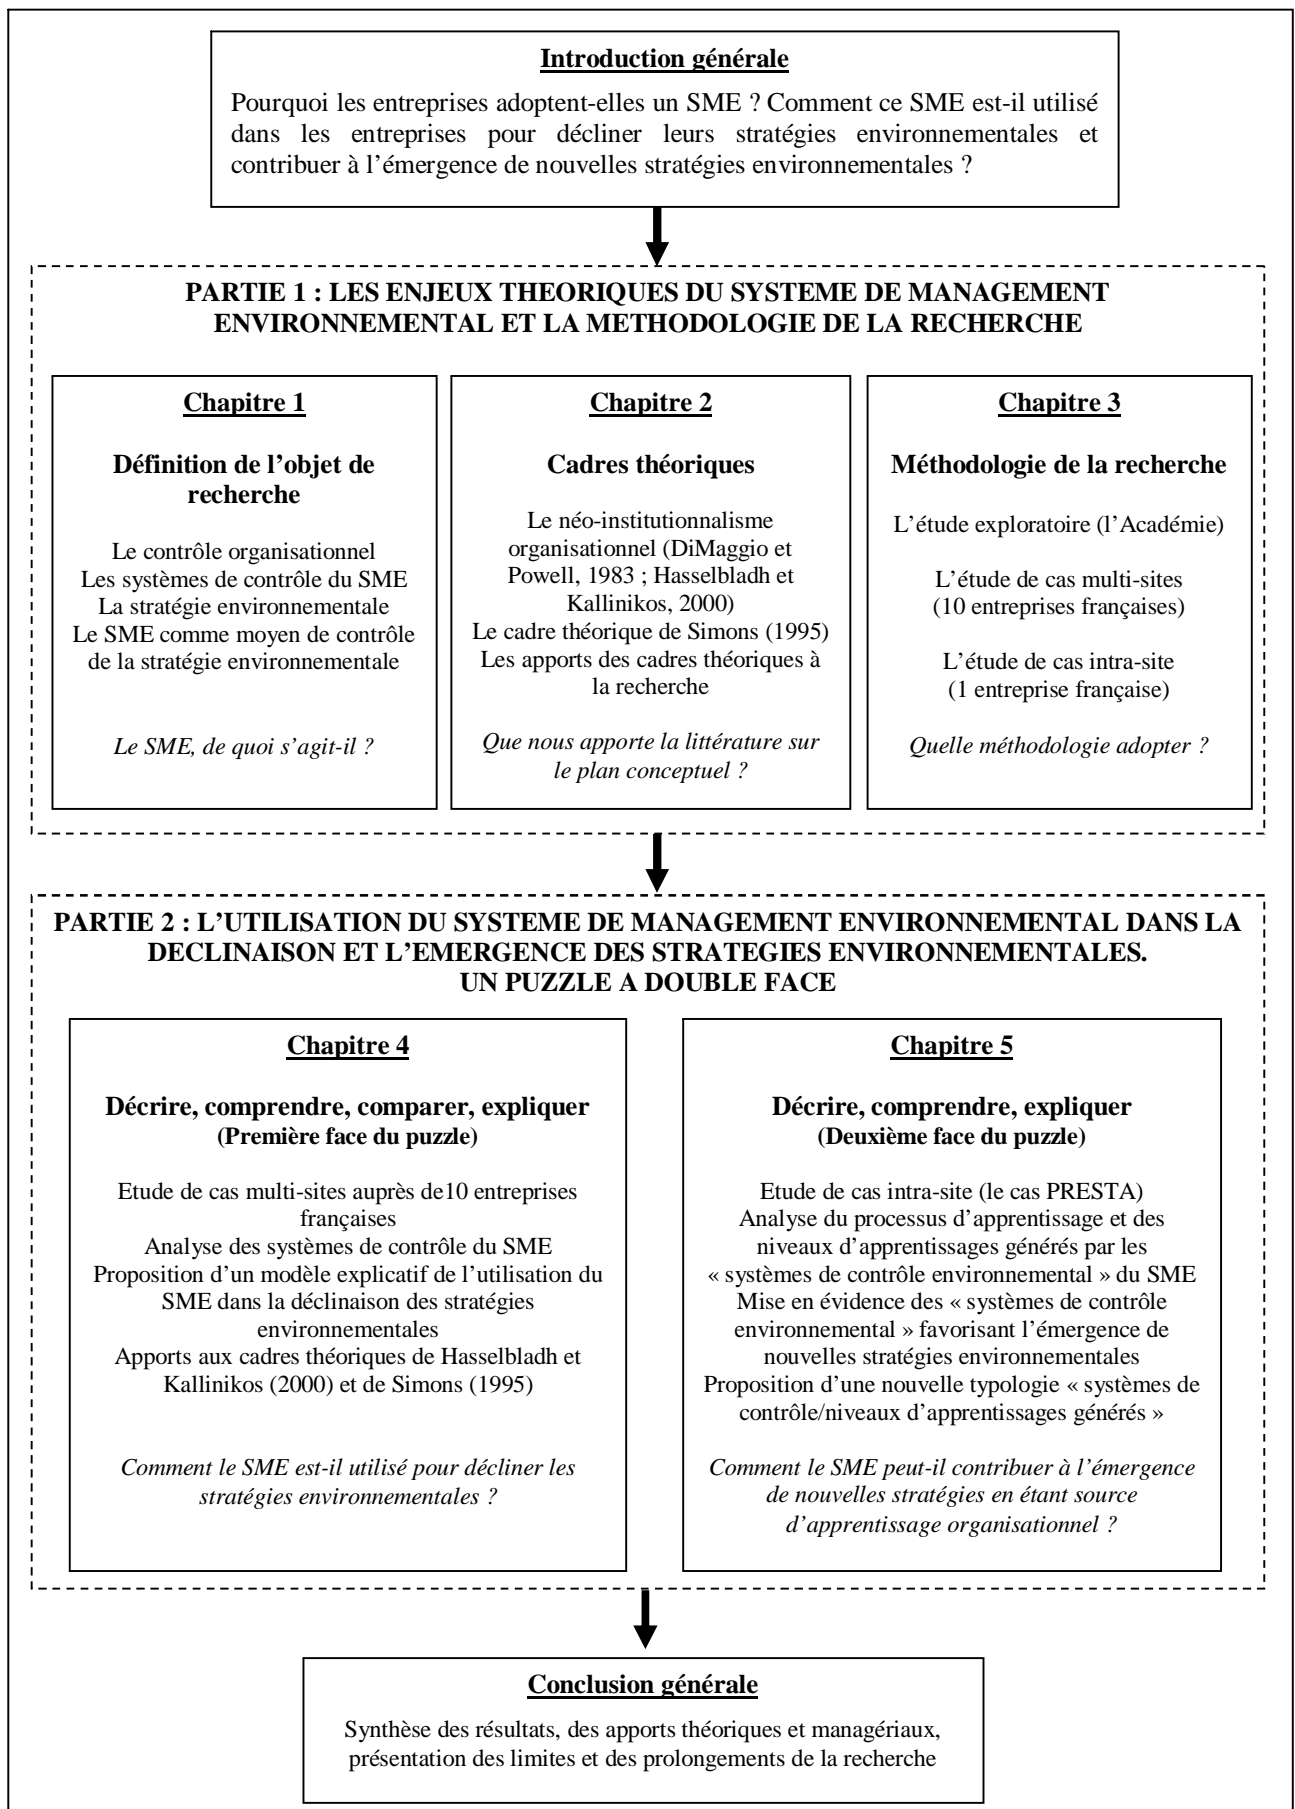 Introduction générale
Pourquoi les entreprises adoptent-elles un SME ? Comment ce SME est-il utilisé
dans les entreprises pour décliner leurs stratégies environnementales et
contribuer à l’émergence de nouvelles stratégies environnementales ?
PARTIE 1 : LES ENJEUX THEORIQUES DU SYSTEME DE MANAGEMENT
ENVIRONNEMENTAL ET LA METHODOLOGIE DE LA RECHERCHE
Chapitre 1
Définition de l’objet de
recherche
Le contrôle organisationnel
Les systèmes de contrôle du SME
La stratégie environnementale
Le SME comme moyen de contrôle
de la stratégie environnementale
Le SME, de quoi s’agit-il ?
Chapitre 2
Cadres théoriques
Le néo-institutionnalisme
organisationnel (DiMaggio et
Powell, 1983 ; Hasselbladh et
Kallinikos, 2000)
Le cadre théorique de Simons (1995)
Les apports des cadres théoriques à
la recherche
Que nous apporte la littérature sur
le plan conceptuel ?
Chapitre 3
Méthodologie de la recherche
L’étude exploratoire (l’Académie)
L’étude de cas multi-sites
(10 entreprises françaises)
L’étude de cas intra-site
(1 entreprise française)
Quelle méthodologie adopter ?
PARTIE 2 : L’UTILISATION DU SYSTEME DE MANAGEMENT ENVIRONNEMENTAL DANS LA
DECLINAISON ET L’EMERGENCE DES STRATEGIES ENVIRONNEMENTALES.
UN PUZZLE A DOUBLE FACE
Chapitre 4
Décrire, comprendre, comparer, expliquer
(Première face du puzzle)
Etude de cas multi-sites auprès de10 entreprises
françaises
Analyse des systèmes de contrôle du SME
Proposition d’un modèle explicatif de l’utilisation du
SME dans la déclinaison des stratégies
environnementales
Apports aux cadres théoriques de Hasselbladh et
Kallinikos (2000) et de Simons (1995)
Comment le SME est-il utilisé pour décliner les
stratégies environnementales ?
Chapitre 5
Décrire, comprendre, expliquer
(Deuxième face du puzzle)
Etude de cas intra-site (le cas PRESTA)
Analyse du processus d’apprentissage et des
niveaux d’apprentissages générés par les
« systèmes de contrôle environnemental » du SME
Mise en évidence des « systèmes de contrôle
environnemental » favorisant l’émergence de
nouvelles stratégies environnementales
Proposition d’une nouvelle typologie « systèmes de
contrôle/niveaux d’apprentissages générés »
Comment le SME peut-il contribuer à l’émergence
de nouvelles stratégies en étant source
d’apprentissage organisationnel ?
Conclusion générale
Synthèse des résultats, des apports théoriques et managériaux,
présentation des limites et des prolongements de la recherche